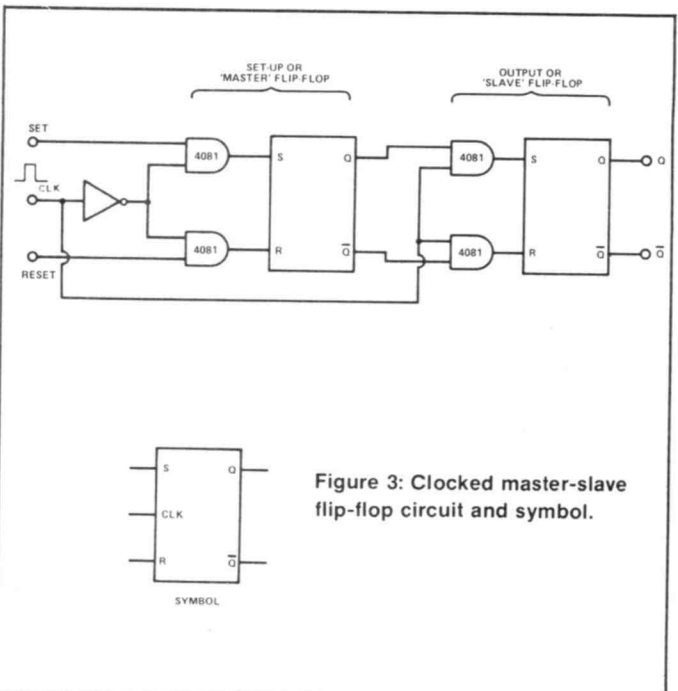 SET-UP OR
'MASTER' FLIP-FLOP
OUTPUT OR
'SLAVE' FLIP-FLOP
SET
CLK
RESET
4081
4081
S
R
Q
Q̅
4081
4081
S
R
Q
Q̅
Q
Q̅
S
CLK
R
Q
Q̅
SYMBOL
Figure 3: Clocked master-slave
flip-flop circuit and symbol.